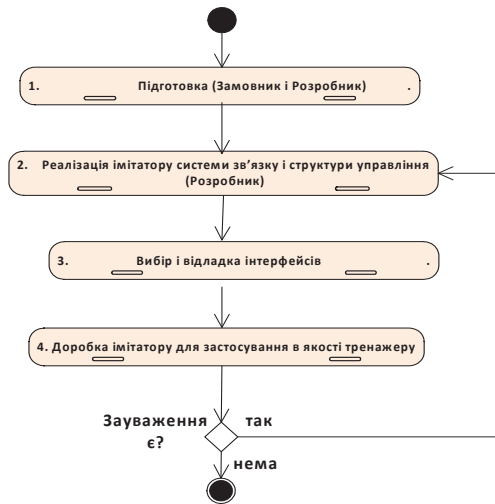 1. Підготовка (Замовник і Розробник) .
2. Реалізація імітатору системи зв'язку і структури управління
(Розробник)
3. Вибір і відладка інтерфейсів .
4. Доробка імітатору для застосування в якості тренажеру
Зауваження так
є?
нема